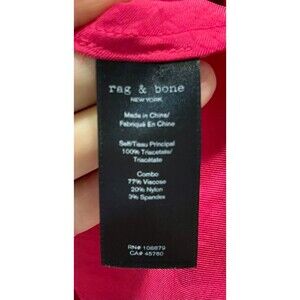 rag & bone
NEW YORK
Made in China/
Fabriqué En Chine
Self/Tissu Principal
100% Triacetate/
Triacétate
Combo
77% Viscose
20% Nylon
3% Spandex
RN# 106879
CA# 45760